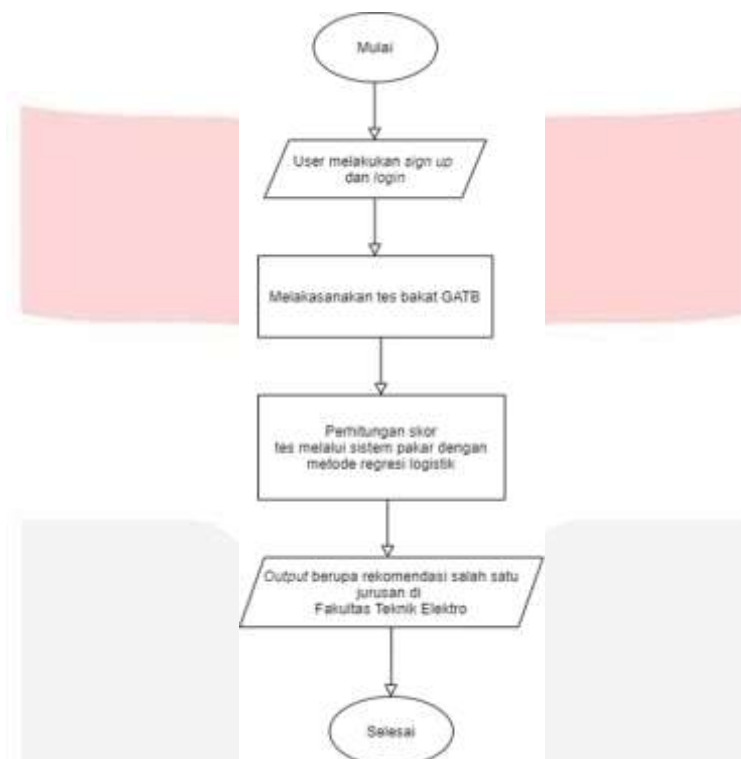 Mulai
User melakukan sign up
dan login
Melakasanakan tes bakat GATB
Perhitungan skor
tes melalui sistem pakar dengan
metode regresi logistik
Output berupa rekomendasi salah satu
jurusan di
Fakultas Teknik Elektro
Selesai